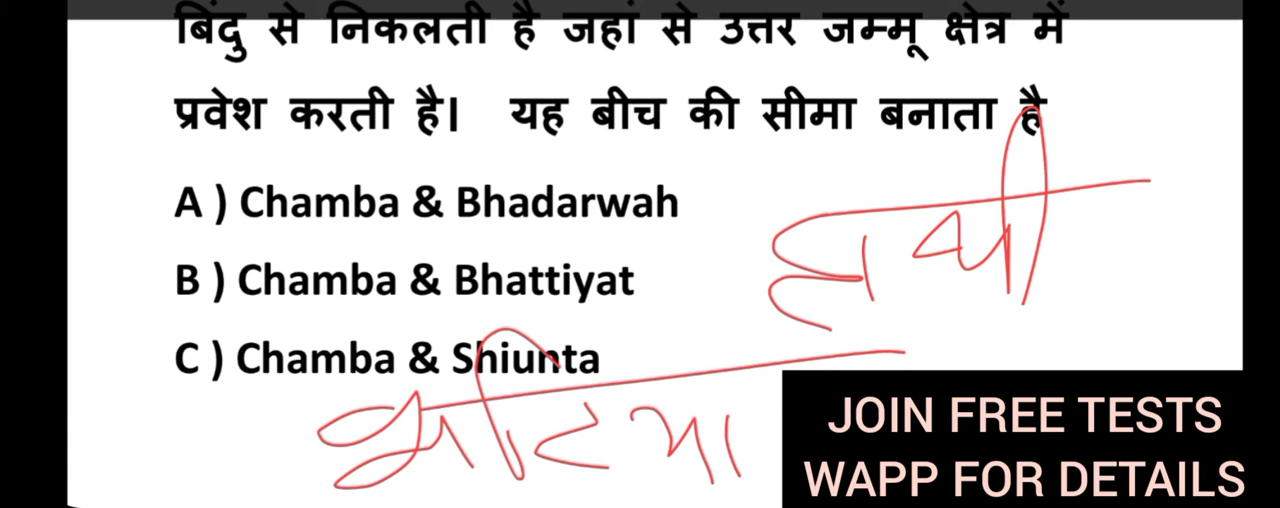 बिंदु से निकलती है जहां से उत्तर जम्मू क्षेत्र में
प्रवेश करती है। यह बीच की सीमा बनाता है
A ) Chamba & Bhadarwah
हाथी
B ) Chamba & Bhattiyat
C ) Chamba & Shiunta
JOIN FREE TESTS
WAPP FOR DETAILS